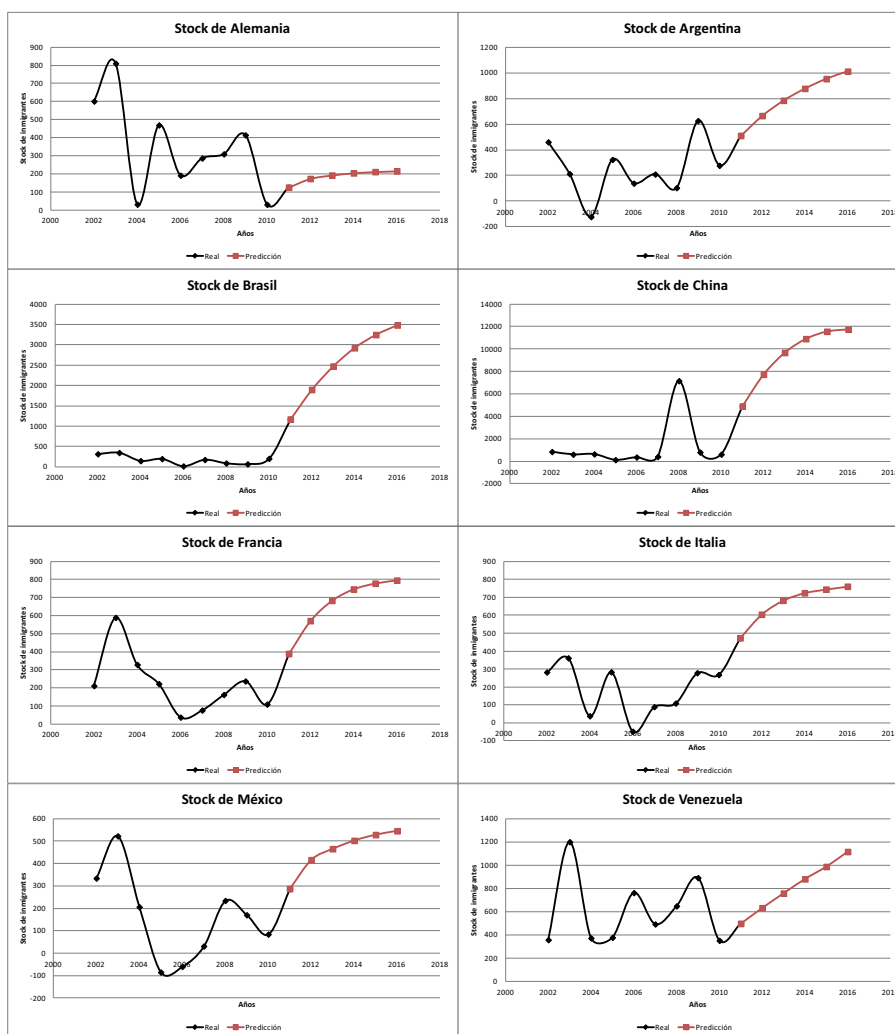 Stock de Alemania
900
800
700
600
500
400
300
200
100
0
Stock de inmigrantes
2000 2002 2004 2006 2008 2010 2012 2014 2016 2018
Años
Real Predicción
Stock de Argentina
1200
1000
800
600
400
200
0
-200
Stock de inmigrantes
2000 2002 2004 2006 2008 2010 2012 2014 2016 2018
Años
Real Predicción
Stock de Brasil
4000
3500
3000
2500
2000
1500
1000
500
0
Stock de inmigrantes
2000 2002 2004 2006 2008 2010 2012 2014 2016 2018
Años
Real Predicción
Stock de China
14000
12000
10000
8000
6000
4000
2000
0
-2000
Stock de inmigrantes
2000 2002 2004 2006 2008 2010 2012 2014 2016 201
Años
Real Predicción
Stock de Francia
900
800
700
600
500
400
300
200
100
0
Stock de inmigrantes
2000 2002 2004 2006 2008 2010 2012 2014 2016 2018
Años
Real Predicción
Stock de Italia
900
800
700
600
500
400
300
200
100
0
-100
Stock de inmigrantes
2000 2002 2004 2006 2008 2010 2012 2014 2016 201
Años
Real Predicción
Stock de México
600
500
400
300
200
100
0
-100
-200
Stock de inmigrantes
2000 2002 2004 2006 2008 2010 2012 2014 2016 2018
Años
Real Predicción
Stock de Venezuela
1400
1200
1000
800
600
400
200
0
Stock de inmigrantes
2000 2002 2004 2006 2008 2010 2012 2014 2016 2018
Años
Real Predicción